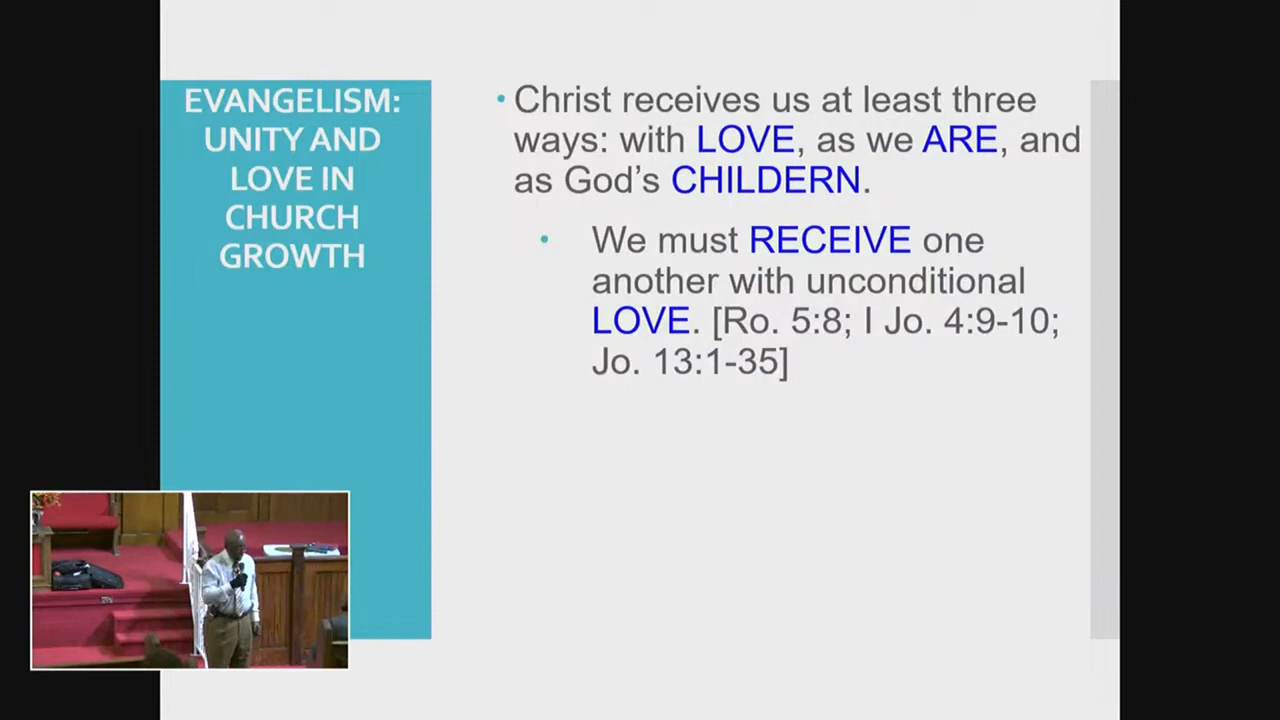 EVANGELISM:
UNITY AND
LOVE IN
CHURCH
GROWTH
• Christ receives us at least three
ways: with LOVE, as we ARE, and
as God’s CHILDERN.
• We must RECEIVE one
another with unconditional
LOVE. [Ro. 5:8; I Jo. 4:9-10;
Jo. 13:1-35]